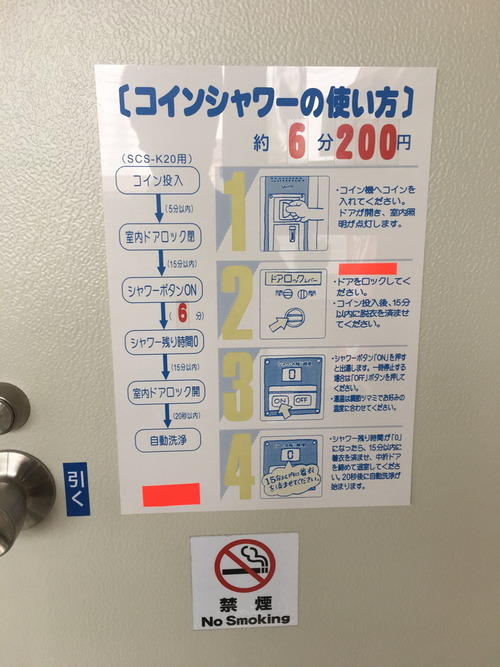 〔コインシャワーの使い方〕
約 6 分 200円
(SCS-K20用)
コイン投入
(5分以内)
室内ドアロック閉
(15分以内)
シャワーボタンON
( 6 分)
シャワー残り時間0
(15分以内)
室内ドアロック開
(20秒以内)
自動洗浄
1
・コイン機へコインを
入れてください。
ドアが開き、室内照
明が点灯します。
2
ドアロックレバー
開 閉
・ドアをロックしてく
ださい。
・コイン投入後、15分
以内に脱衣を済ませ
てください。
3
0
ON OFF
・シャワーボタン「ON」を押す
と出湯します。一時停止する
場合は「OFF」ボタンを押して
ください。
・湯温は調節ツマミでお好みの
温度に合わせてください。
4
0
15分以内に着衣
を済ませてください。
・シャワー残り時間が「0」
になったら、15分以内に
着衣を済ませ、中折ドア
を締めて退室してくださ
い。20秒後に自動洗浄が
始まります。
引く
禁煙
No Smoking